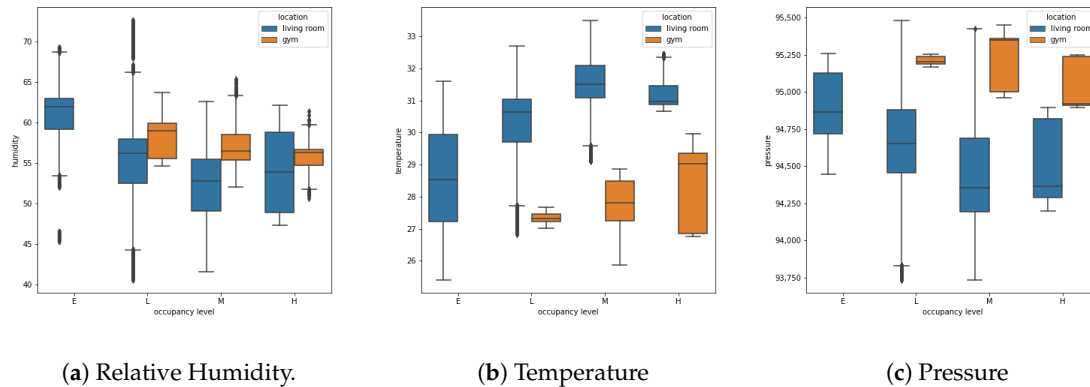 location
living room
gym
70
65
60
55
50
45
40
humidity
E L M H
occupancy level
location
living room
gym
33
32
31
30
29
28
27
26
temperature
E L M H
occupancy level
location
living room
gym
95,500
95,250
95,000
94,750
94,500
94,250
94,000
93,750
pressure
E L M H
occupancy level
(a) Relative Humidity.
(b) Temperature
(c) Pressure